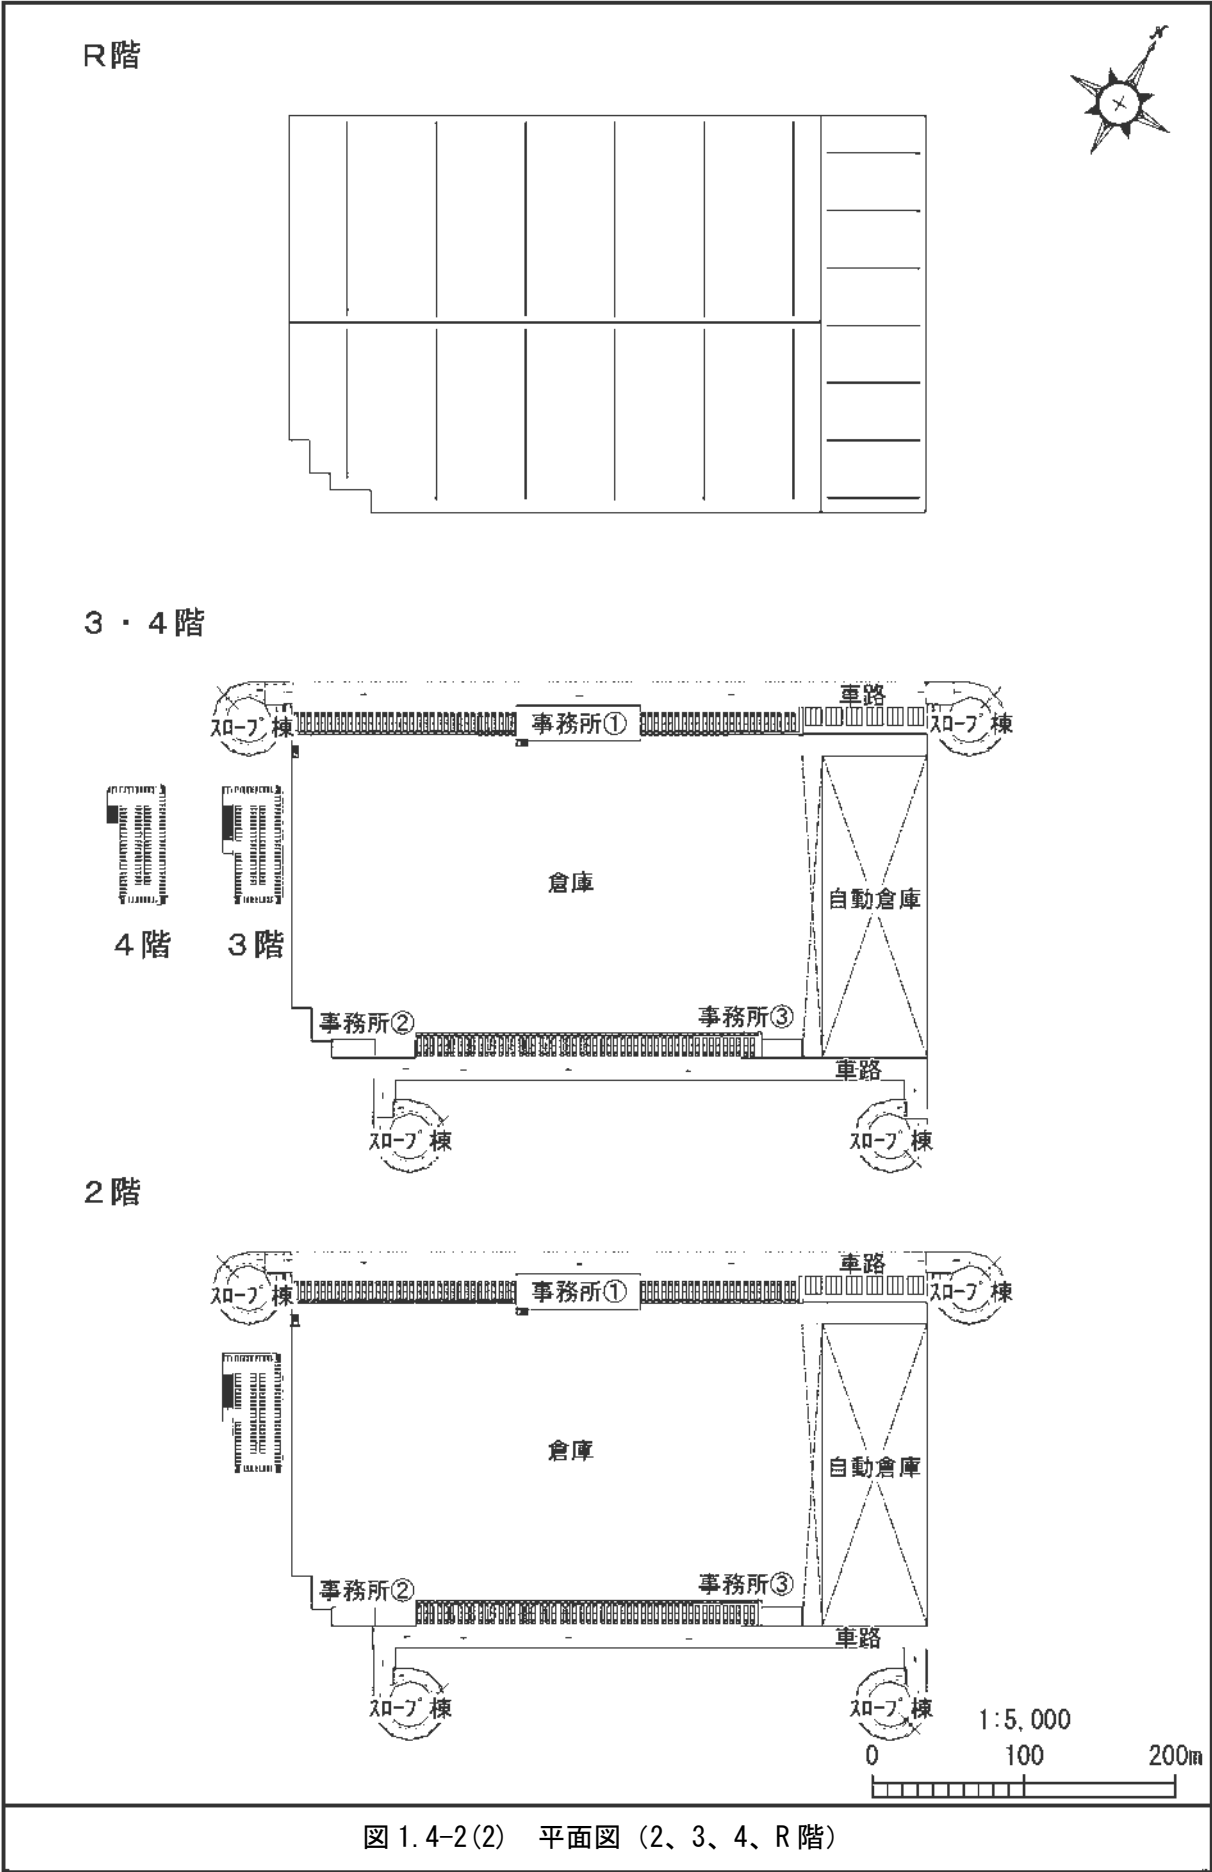 R階
N
3・4階
車路
スロープ棟 事務所① スロープ棟
倉庫
自動倉庫
4階 3階
事務所② 事務所③
車路
スロープ棟 スロープ棟
2階
車路
スロープ棟 事務所① スロープ棟
倉庫
自動倉庫
事務所② 事務所③
車路
スロープ棟 スロープ棟
1:5,000
0 100 200m
図1.4-2(2) 平面図(2、3、4、R階)